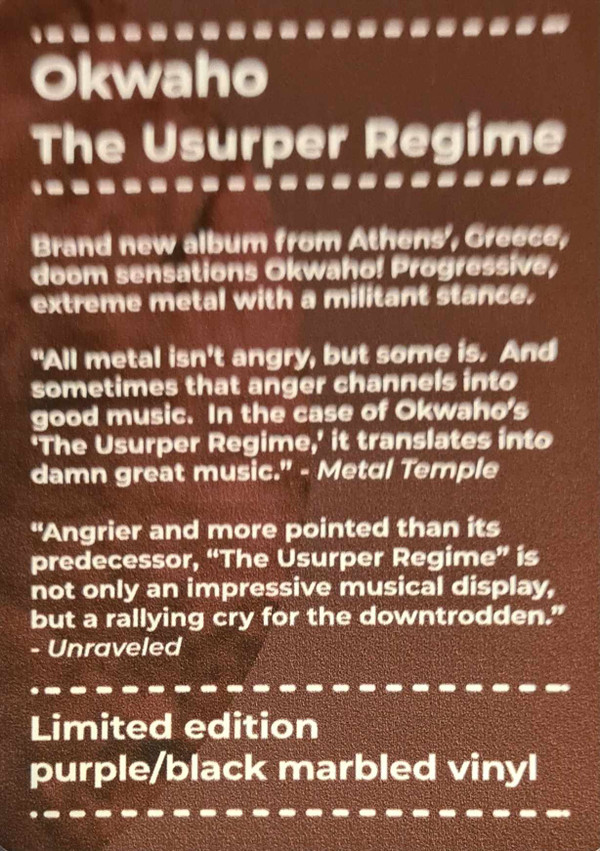 Okwaho
The Usurper Regime
Brand new album from Athens', Greece,
doom sensations Okwaho! Progressive,
extreme metal with a militant stance.
"All metal isn't angry, but some is.  And
sometimes that anger channels into
good music.  In the case of Okwaho's
'The Usurper Regime,' it translates into
damn great music." - Metal Temple
"Angrier and more pointed than its
predecessor, "The Usurper Regime" is
not only an impressive musical display,
but a rallying cry for the downtrodden."
- Unraveled
Limited edition
purple/black marbled vinyl